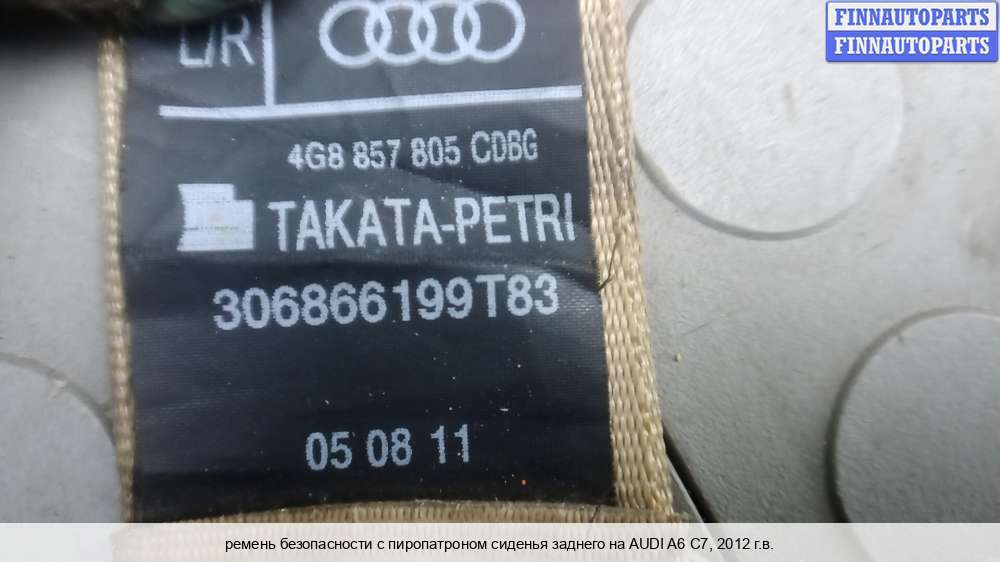 FINNAUTOPARTS
FINNAUTOPARTS
L/R
4G8 857 805 CDBG
TAKATA-PETRI
306866199T83
05 08 11
ремень безопасности с пиропатроном сиденья заднего на AUDI A6 C7, 2012 г.в.